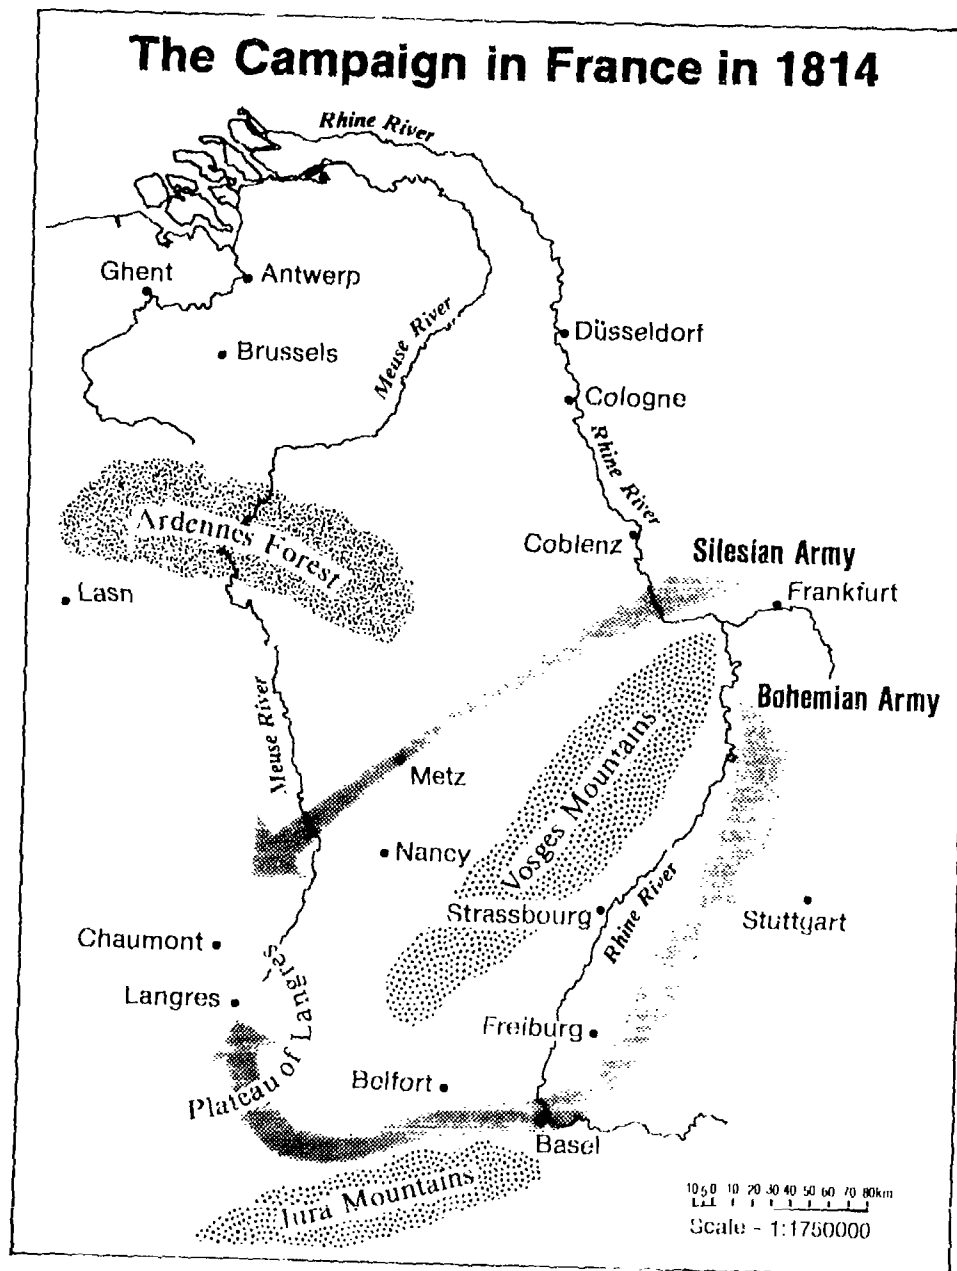 The Campaign in France in 1814
Rhine River
Ghent
Antwerp
Meuse River
Düsseldorf
Brussels
Cologne
Rhine River
Ardennes Forest
Coblenz
Silesian Army
Lasn
Frankfurt
Meuse River
Bohemian Army
Vosges Mountains
Metz
Nancy
Strassbourg
Rhine River
Stuttgart
Chaumont
Langres
Plateau of Langres
Freiburg
Belfort
Basel
Jura Mountains
10 5 0 10 20 30 40 50 60 70 80km
Scale - 1:1750000